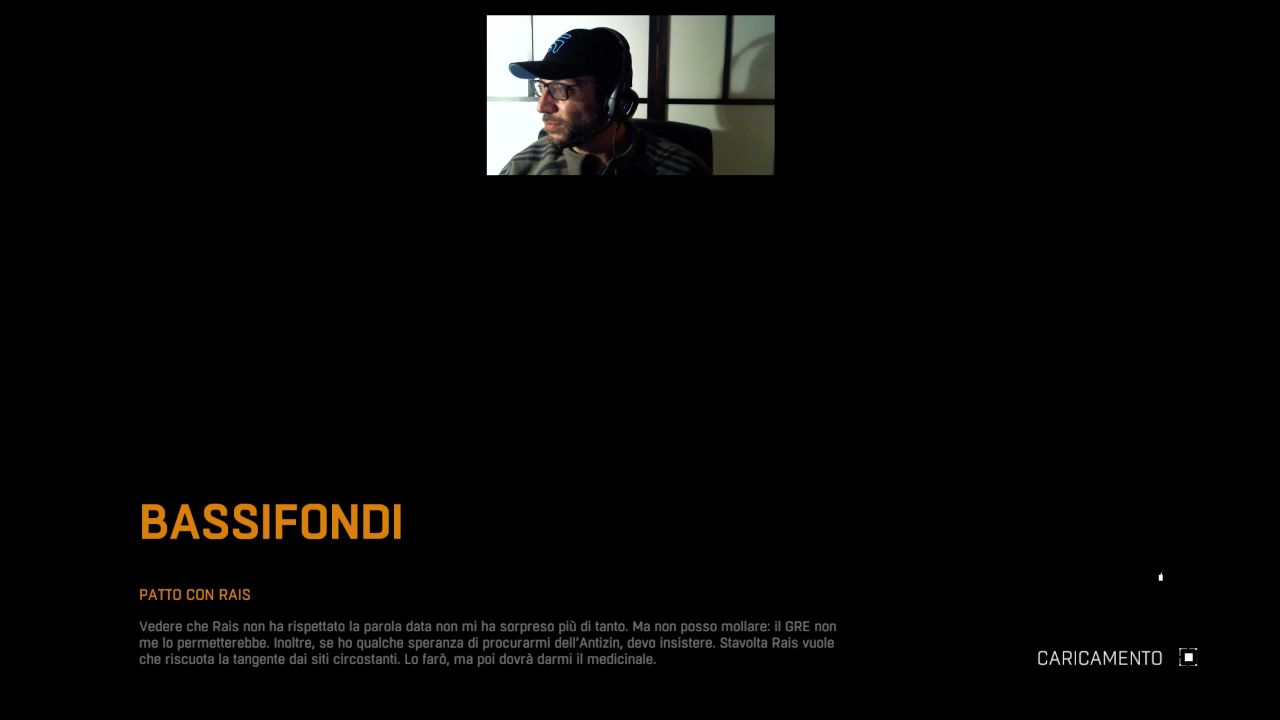 BASSIFONDI
PATTO CON RAIS
Vedere che Rais non ha rispettato la parola data non mi ha sorpreso più di tanto. Ma non posso mollare: il GRE non
me lo permetterebbe. Inoltre, se ho qualche speranza di procurarmi dell'Antizin, devo insistere. Stavolta Rais vuole
che riscuota la tangente dai siti circostanti. Lo farò, ma poi dovrà darmi il medicinale.
CARICAMENTO